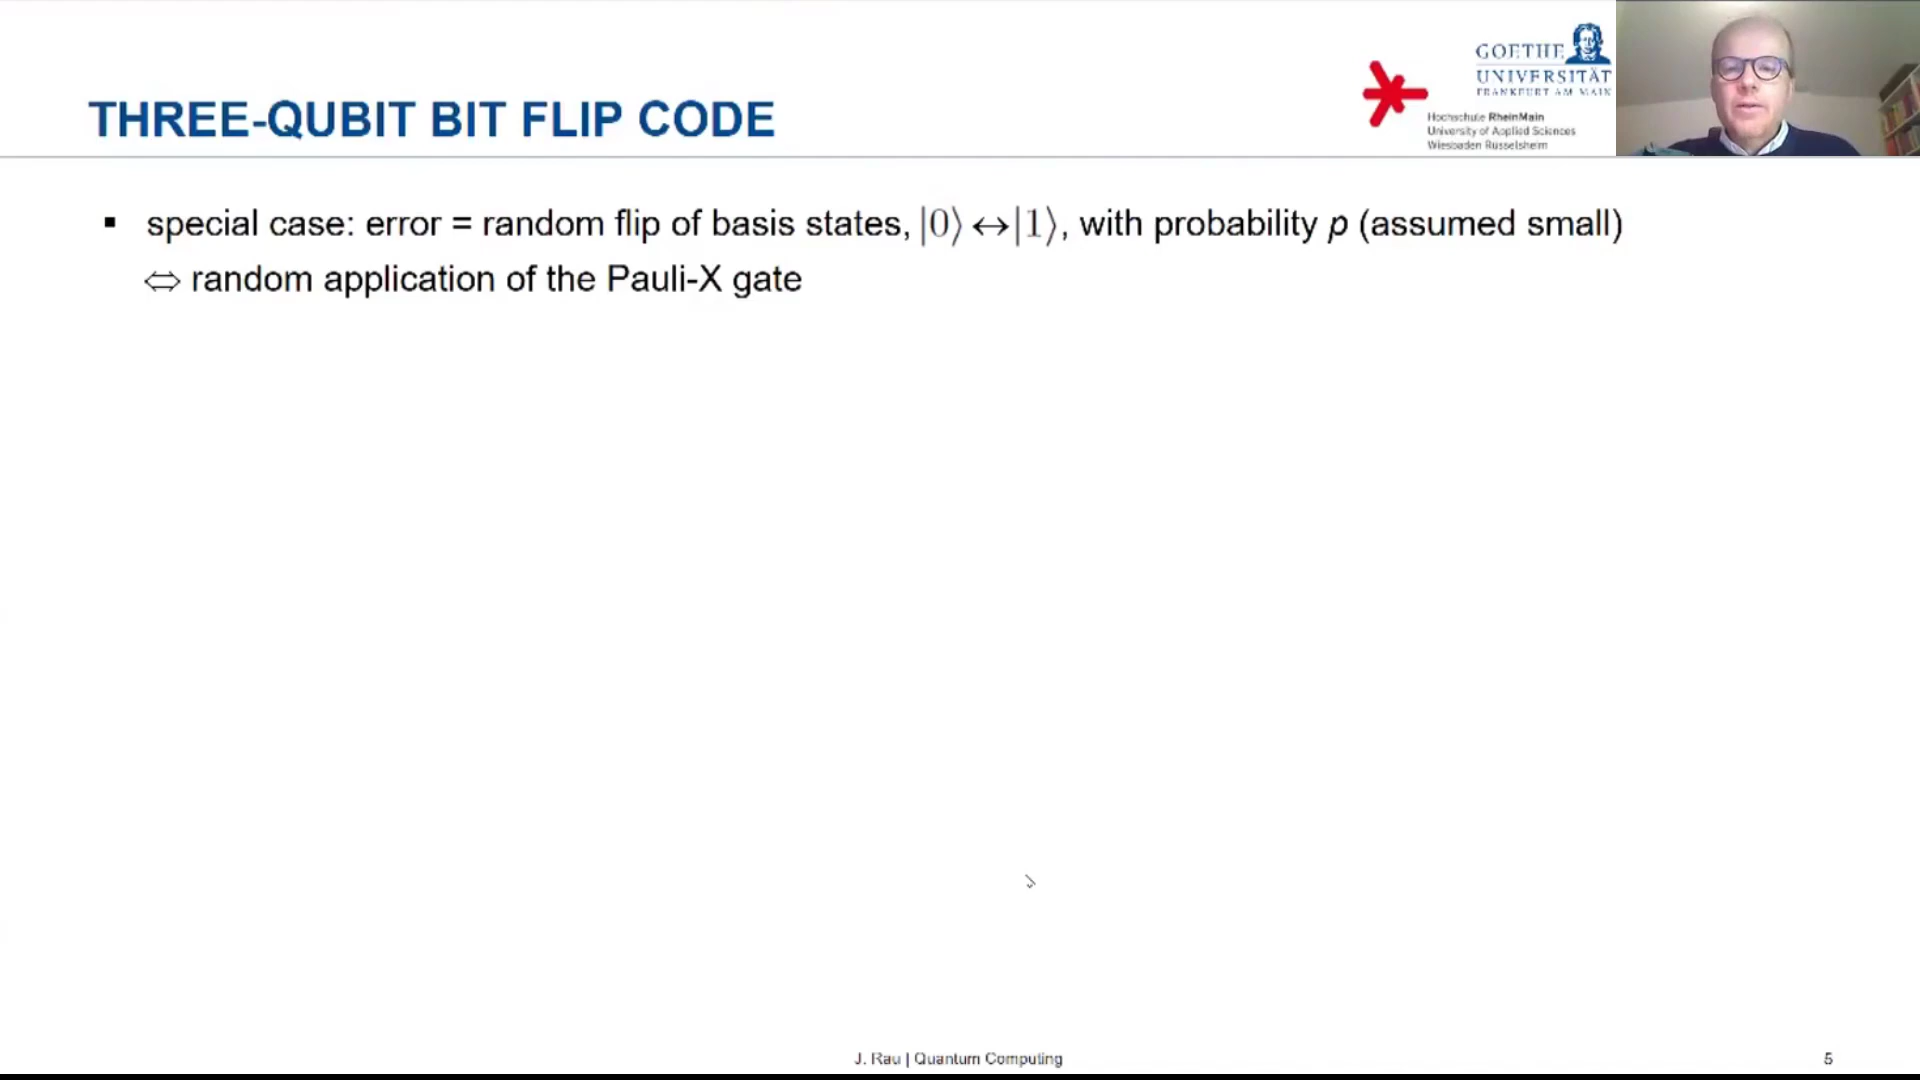 GOETHE
UNIVERSITÄT
FRANKFURT AM MAIN
Hochschule RheinMain
University of Applied Sciences
Wiesbaden Rüsselsheim
THREE-QUBIT BIT FLIP CODE
▪ special case: error = random flip of basis states, |0⟩ ↔ |1⟩, with probability p (assumed small)
⇔ random application of the Pauli-X gate
J. Rau | Quantum Computing
5